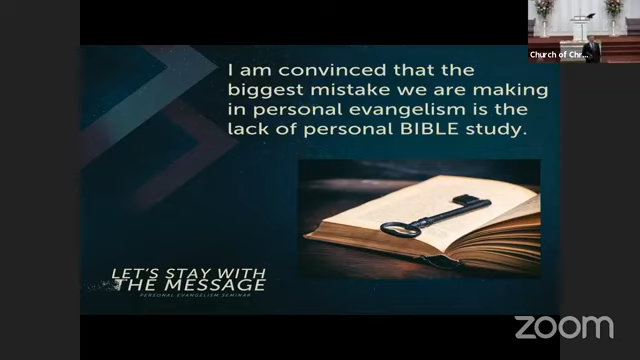 Church of Chr...
I am convinced that the
biggest mistake we are making
in personal evangelism is the
lack of personal BIBLE study.
LET'S STAY WITH
THE MESSAGE
PERSONAL EVANGELISM SEMINAR
zoom